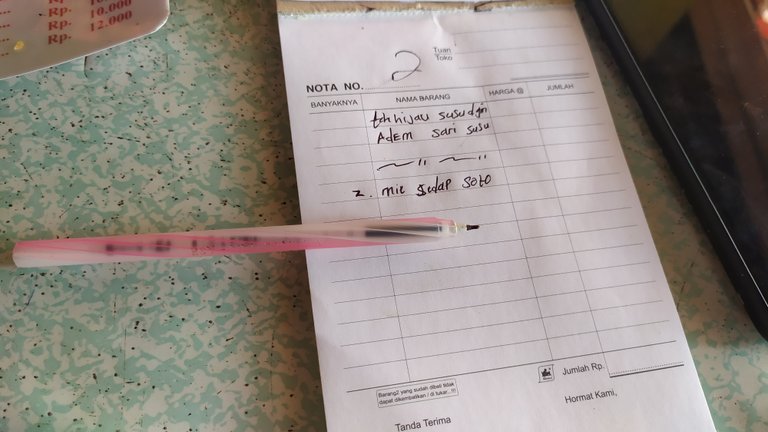 Rp. 10.000
Rp. 12.000
2
Tuan
Toko
NOTA NO.
BANYAKNYA NAMA BARANG HARGA @ JUMLAH
teh hijau susu dgin
Adem sari susu
〃 〃
2. mie sedap soto
Jumlah Rp.
Barang2 yang sudah dibeli tidak
dapat dikembalikan / di tukar..!!!
Hormat Kami,
Tanda Terima